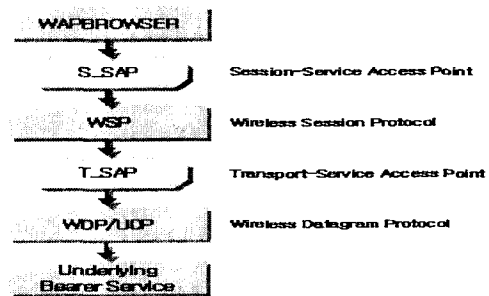 WAPBROWSER
S_SAP Session-Service Access Point
WSP Wireless Session Protocol
T_SAP Transport-Service Access Point
WDP/UDP Wireless Datagram Protocol
Underlying
Bearer Service